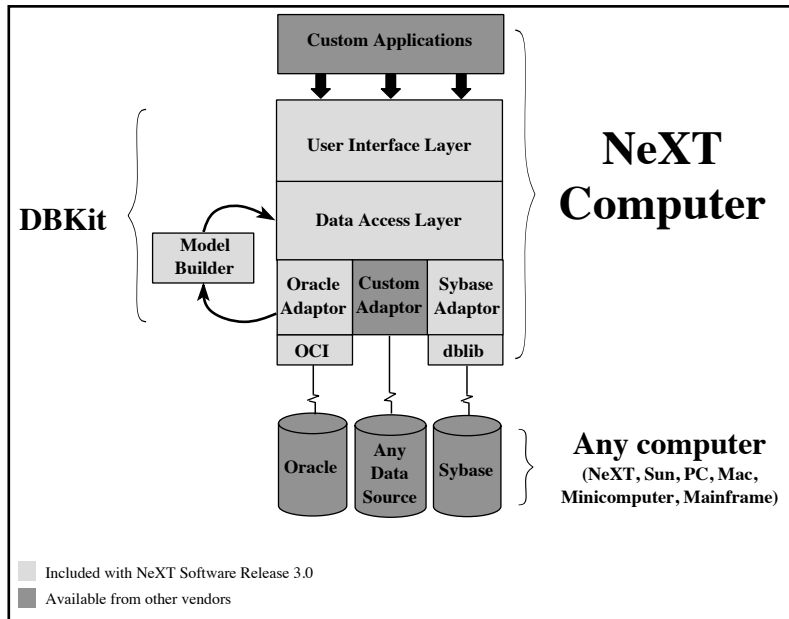 Custom Applications
User Interface Layer
NeXT
Computer
DBKit
Data Access Layer
Model
Builder
Oracle
Adaptor
Custom
Adaptor
Sybase
Adaptor
OCI
dblib
Oracle
Any
Data
Source
Sybase
Any computer
(NeXT, Sun, PC, Mac,
Minicomputer, Mainframe)
Included with NeXT Software Release 3.0
Available from other vendors